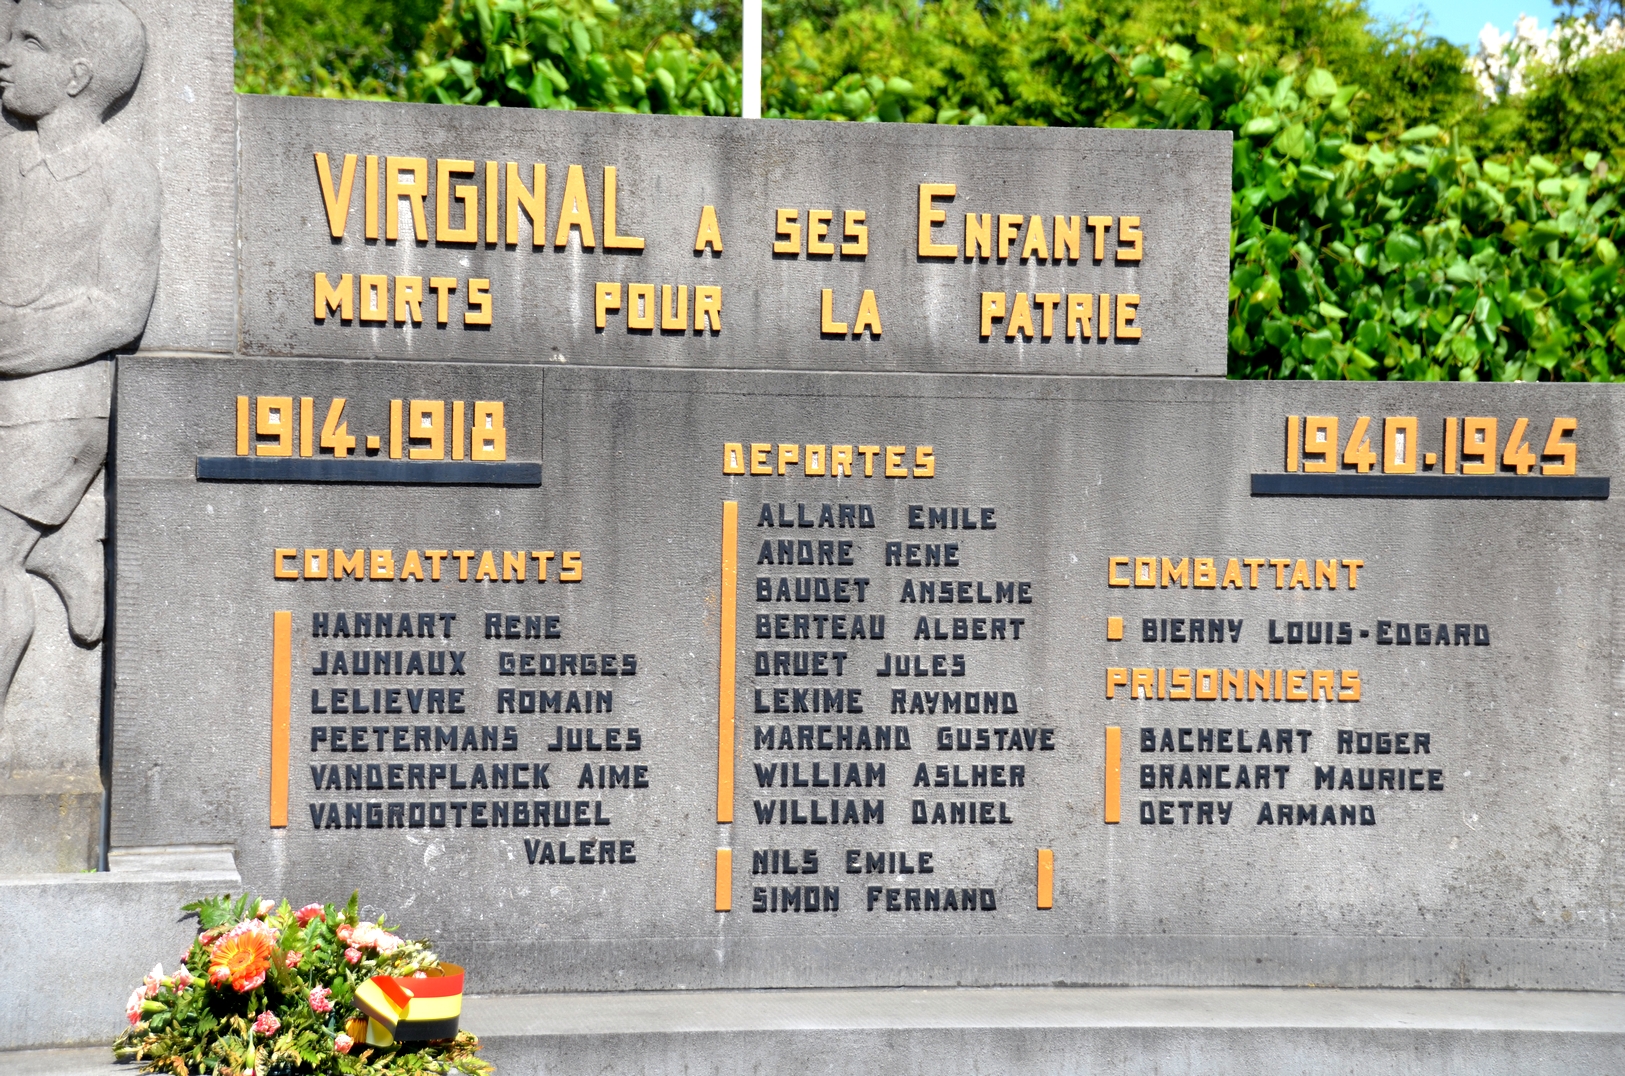 VIRGINAL A SES ENFANTS
MORTS POUR LA PATRIE
1914.1918
COMBATTANTS
HANNART RENE
JAUNIAUX GEORGES
LELIEVRE ROMAIN
PEETERMANS JULES
VANDERPLANCK AIME
VANGROOTENBRUEL
VALERE
DEPORTES
ALLARD EMILE
ANDRE RENE
BAUDET ANSELME
BERTEAU ALBERT
DRUET JULES
LEKIME RAYMOND
MARCHAND GUSTAVE
WILLIAM ASLHER
WILLIAM DANIEL
NILS EMILE
SIMON FERNAND
1940.1945
COMBATTANT
BIERNY LOUIS-EDGARD
PRISONNIERS
BACHELART ROGER
BRANCART MAURICE
DETRY ARMAND